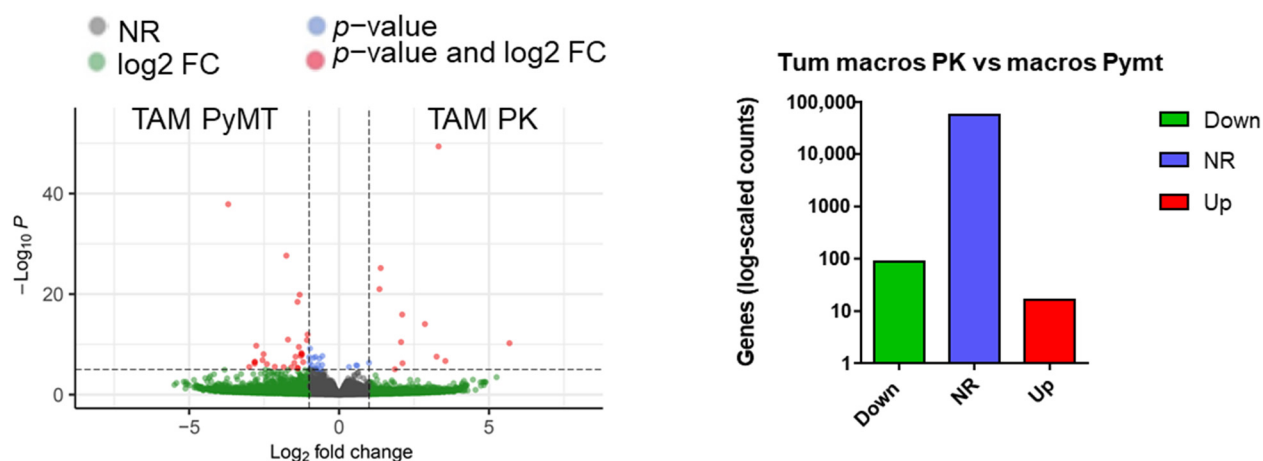 NR
log2 FC
p-value
p-value and log2 FC
TAM PyMT
TAM PK
40
20
0
-5
0
5
-Log10 P
Log2 fold change
Tum macros PK vs macros Pymt
Genes (log-scaled counts)
100,000
10,000
1000
100
10
1
Down
NR
Up
Down
NR
Up